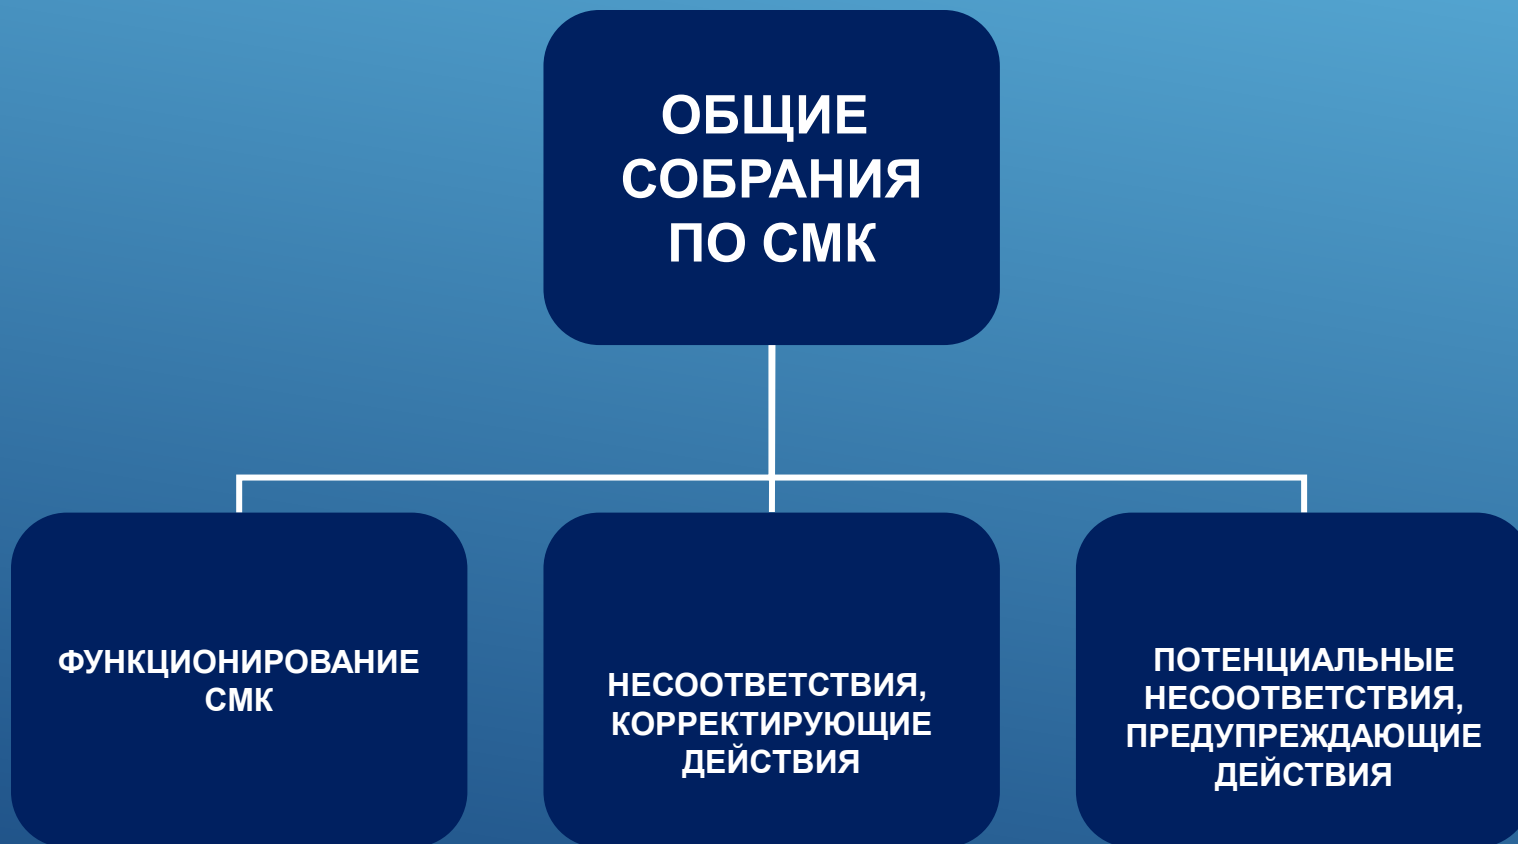 ОБЩИЕ
СОБРАНИЯ
ПО СМК
ФУНКЦИОНИРОВАНИЕ
СМК
НЕСООТВЕТСТВИЯ,
КОРРЕКТИРУЮЩИЕ
ДЕЙСТВИЯ
ПОТЕНЦИАЛЬНЫЕ
НЕСООТВЕТСТВИЯ,
ПРЕДУПРЕЖДАЮЩИЕ
ДЕЙСТВИЯ